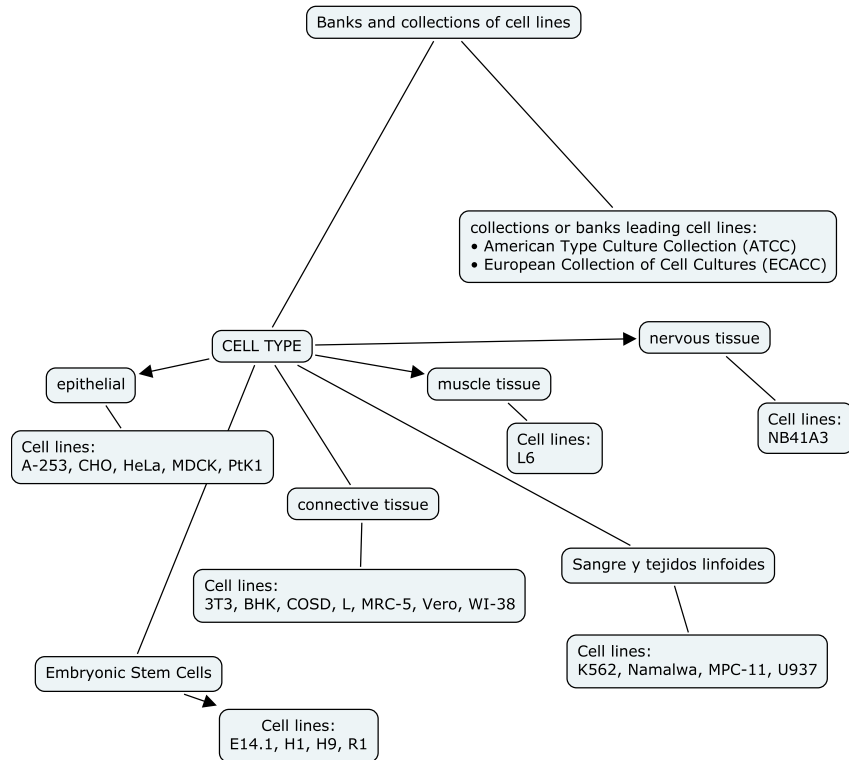 Banks and collections of cell lines
collections or banks leading cell lines:
• American Type Culture Collection (ATCC)
• European Collection of Cell Cultures (ECACC)
CELL TYPE
nervous tissue
epithelial
muscle tissue
Cell lines:
NB41A3
Cell lines:
L6
Cell lines:
A-253, CHO, HeLa, MDCK, PtK1
connective tissue
Sangre y tejidos linfoides
Cell lines:
3T3, BHK, COSD, L, MRC-5, Vero, WI-38
Cell lines:
K562, Namalwa, MPC-11, U937
Embryonic Stem Cells
Cell lines:
E14.1, H1, H9, R1